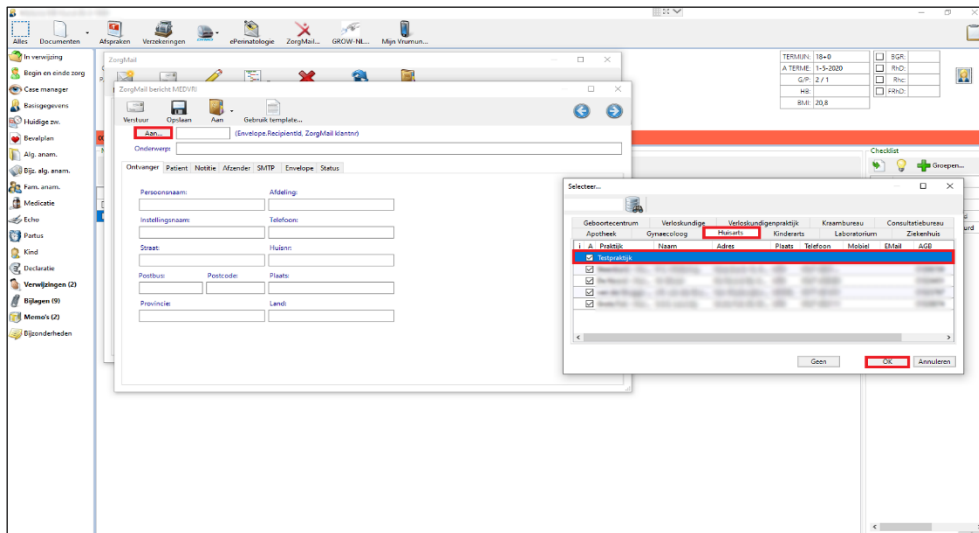 Alles Documenten Afspraken Verzekeringen ePerinatologie ZorgMail... GROW-NL... Mijn Vrumun...
In verwijzing
Begin en einde zorg
Case manager
Basisgegevens
Huidige zw.
Bevalplan
Alg. anam.
Bijz. alg. anam.
Fam. anam.
Medicatie
Echo
Partus
Kind
Declaratie
Verwijzingen (2)
Bijlagen (9)
Memo's (2)
Bijzonderheden
TERMIJN: 18+0
A TERME: 1-5-2020
G/P: 2 / 1
HB:
BMI: 20,8
BGR:
RhD:
Rhc:
FRhD:
Checklist
Groepen...
ZorgMail
ZorgMail bericht MEDVRI
Verstuur Opslaan Aan Gebruik template...
Aan... (Envelope.RecipientId, ZorgMail klantnr)
Onderwerp:
Ontvanger Patient Notitie Afzender SMTP Envelope Status
Persoonsnaam: Afdeling:
Instellingsnaam: Telefoon:
Straat: Huisnr:
Postbus: Postcode: Plaats:
Provincie: Land:
Selecteer...
Geboortecentrum Verloskundige Verloskundigenpraktijk Kraambureau Consultatiebureau
Apotheek Gynaecoloog Huisarts Kinderarts Laboratorium Ziekenhuis
i A Praktijk Naam Adres Plaats Telefoon Mobiel EMail AGB
Testpraktijk
Geen OK Annuleren